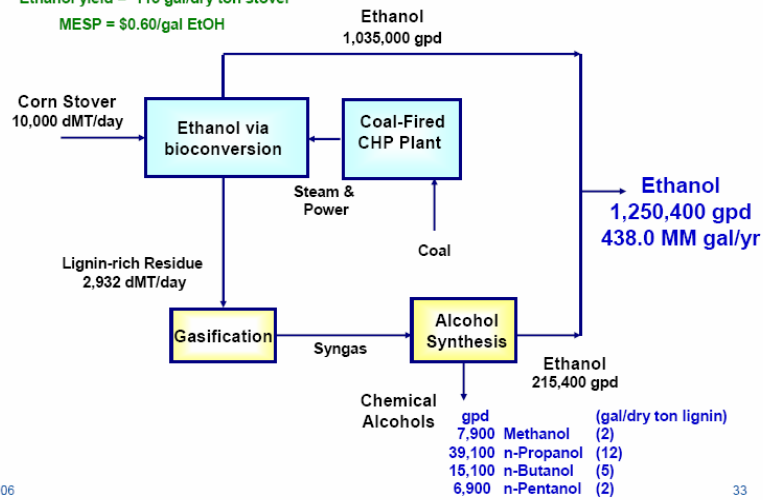 MESP = $0.60/gal EtOH
Ethanol
1,035,000 gpd
Corn Stover
10,000 dMT/day
Ethanol via
bioconversion
Coal-Fired
CHP Plant
Steam &
Power
Coal
Ethanol
1,250,400 gpd
438.0 MM gal/yr
Lignin-rich Residue
2,932 dMT/day
Gasification
Syngas
Alcohol
Synthesis
Ethanol
215,400 gpd
Chemical
Alcohols
gpd (gal/dry ton lignin)
7,900 Methanol (2)
39,100 n-Propanol (12)
15,100 n-Butanol (5)
6,900 n-Pentanol (2)
06 33